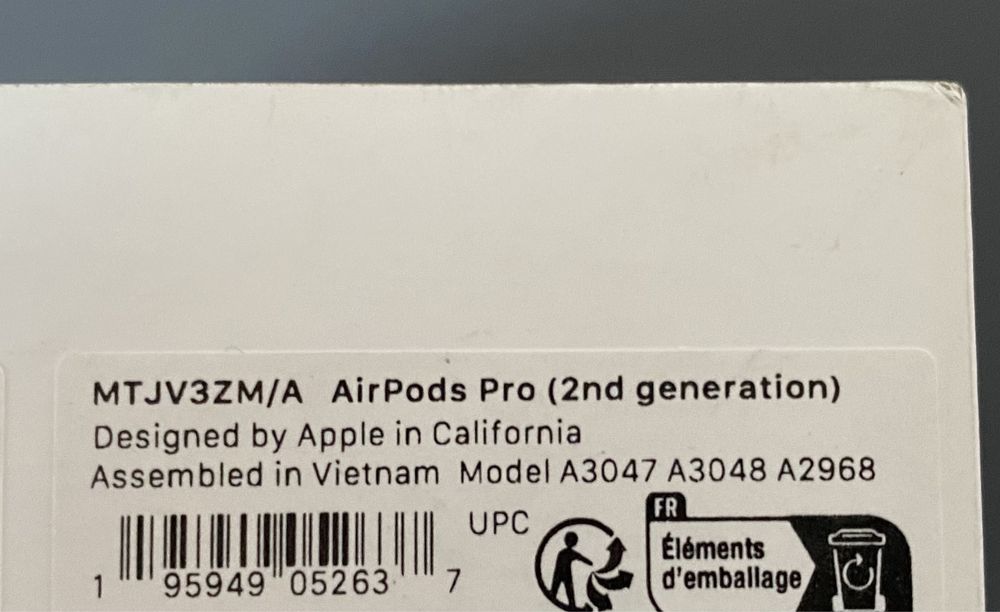 MTJV3ZM/A AirPods Pro (2nd generation)
Designed by Apple in California
Assembled in Vietnam Model A3047 A3048 A2968
UPC
1 95949 05263 7
FR
Éléments
d'emballage